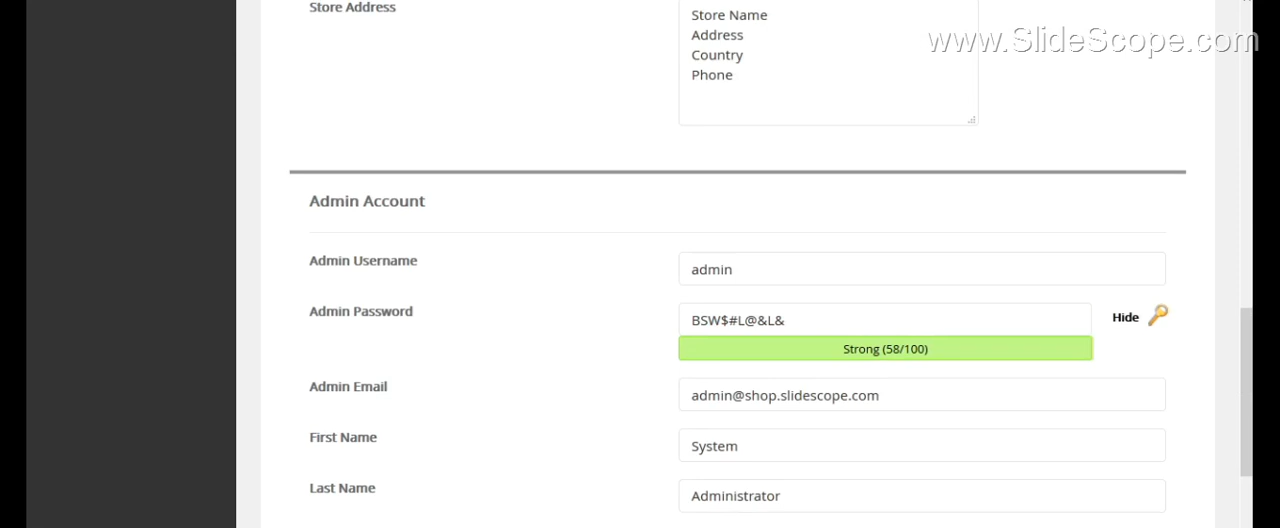 www.SlideScope.com
Store Address
Store Name
Address
Country
Phone
Admin Account
Admin Username
admin
Admin Password
BSW$#L@&L&
Hide
Strong (58/100)
Admin Email
admin@shop.slidescope.com
First Name
System
Last Name
Administrator